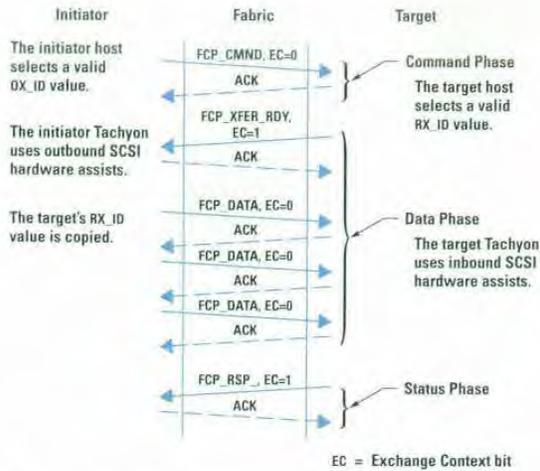 Initiator
Fabric
Target
The initiator host
selects a valid
OX_ID value.
FCP_CMND, EC=0
ACK
Command Phase
The target host
selects a valid
RX_ID value.
The initiator Tachyon
uses outbound SCSI
hardware assists.
FCP_XFER_RDY,
EC=1
ACK
The target's RX_ID
value is copied.
FCP_DATA, EC=0
ACK
FCP_DATA, EC=0
ACK
FCP_DATA, EC=0
ACK
Data Phase
The target Tachyon
uses inbound SCSI
hardware assists.
FCP_RSP_, EC=1
ACK
Status Phase
EC = Exchange Context bit